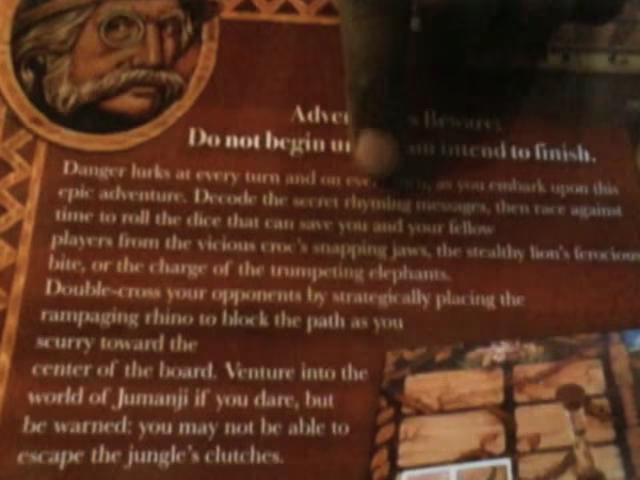 Adven s Beware:
Do not begin un intend to finish.
Danger lurks at every turn and on every , as you embark upon this
epic adventure. Decode the secret rhyming messages, then race against
time to roll the dice that can save you and your fellow
players from the vicious croc's snapping jaws, the stealthy lion's ferocious
bite, or the charge of the trumpeting elephants.
Double-cross your opponents by strategically placing the
rampaging rhino to block the path as you
scurry toward the
center of the board. Venture into the
world of Jumanji if you dare, but
be warned: you may not be able to
escape the jungle's clutches.